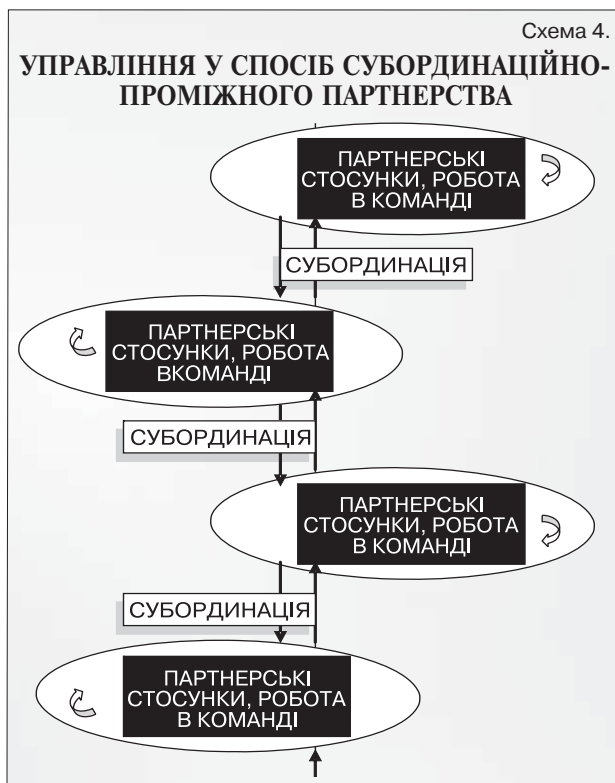 Схема 4.
УПРАВЛІННЯ У СПОСІБ СУБОРДИНАЦІЙНО-
ПРОМІЖНОГО ПАРТНЕРСТВА
ПАРТНЕРСЬКІ
СТОСУНКИ, РОБОТА
В КОМАНДІ
СУБОРДИНАЦІЯ
ПАРТНЕРСЬКІ
СТОСУНКИ, РОБОТА
ВКОМАНДІ
СУБОРДИНАЦІЯ
ПАРТНЕРСЬКІ
СТОСУНКИ, РОБОТА
В КОМАНДІ
СУБОРДИНАЦІЯ
ПАРТНЕРСЬКІ
СТОСУНКИ, РОБОТА
В КОМАНДІ